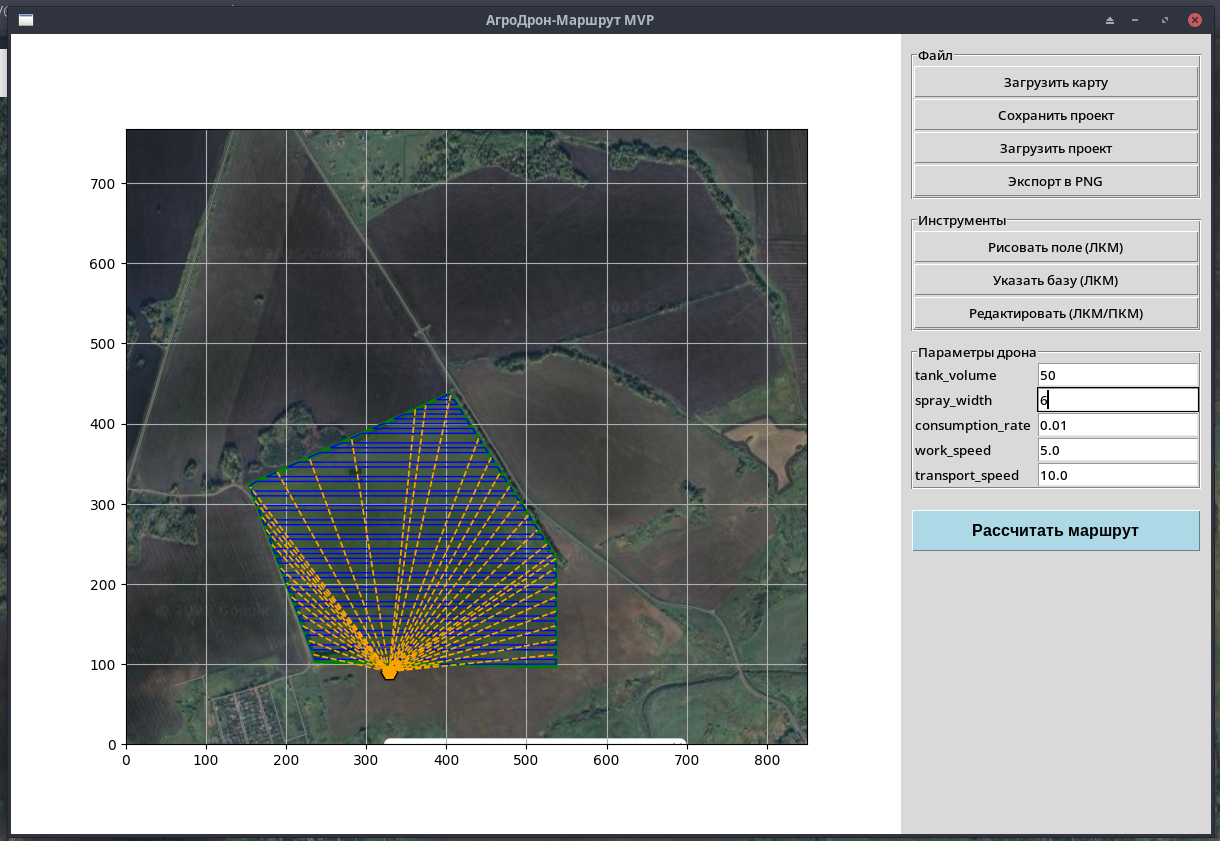 АгроДрон-Маршрут MVP
Файл
Загрузить карту
Сохранить проект
Загрузить проект
Экспорт в PNG
Инструменты
Рисовать поле (ЛКМ)
Указать базу (ЛКМ)
Редактировать (ЛКМ/ПКМ)
Параметры дрона
tank_volume 50
spray_width 6
consumption_rate 0.01
work_speed 5.0
transport_speed 10.0
Рассчитать маршрут
700
600
500
400
300
200
100
0
0 100 200 300 400 500 600 700 800